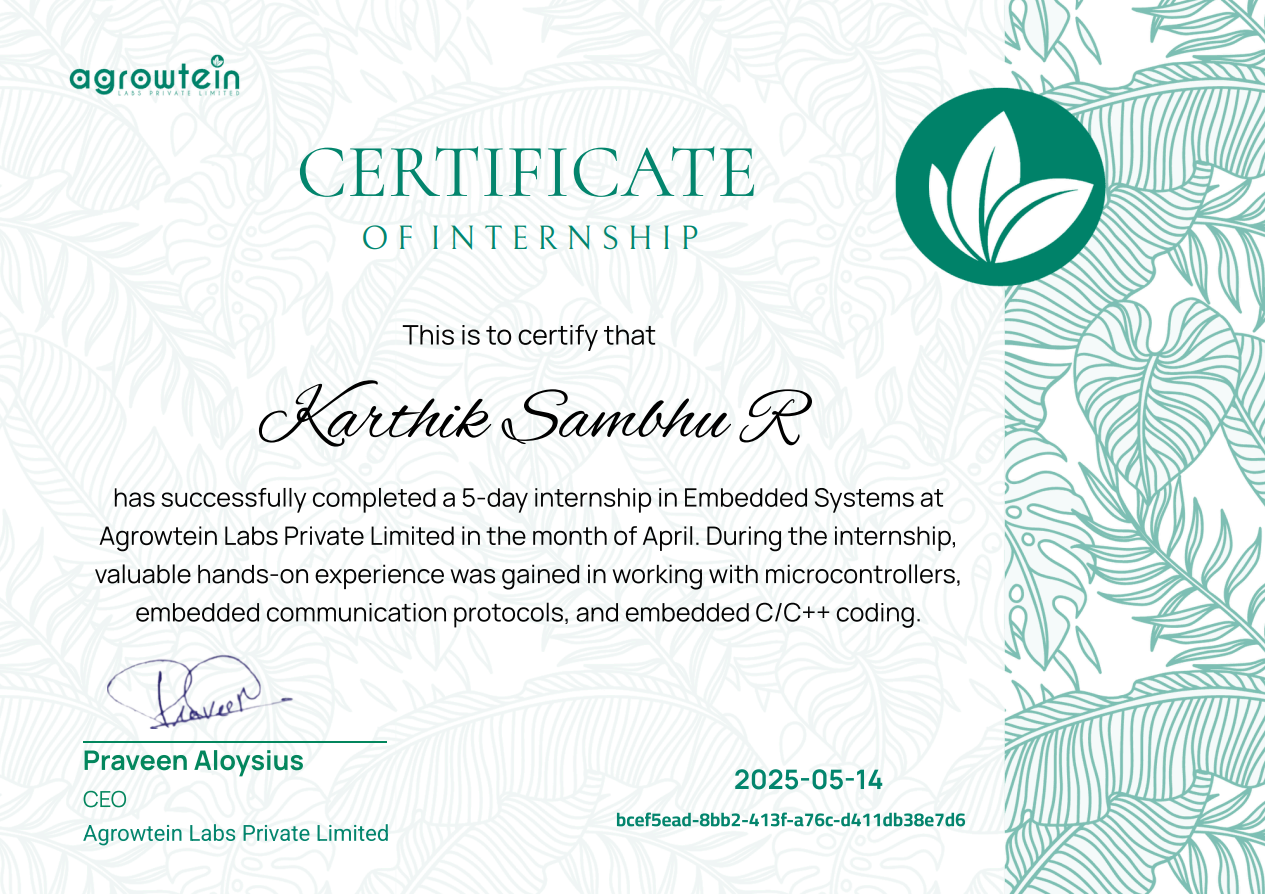 agrowtein
LABS PRIVATE LIMITED
CERTIFICATE
OF INTERNSHIP
This is to certify that
Karthik Sambhu R
has successfully completed a 5-day internship in Embedded Systems at
Agrowtein Labs Private Limited in the month of April. During the internship,
valuable hands-on experience was gained in working with microcontrollers,
embedded communication protocols, and embedded C/C++ coding.
Praveen
Praveen Aloysius
CEO
Agrowtein Labs Private Limited
2025-05-14
bcef5ead-8bb2-413f-a76c-d411db38e7d6